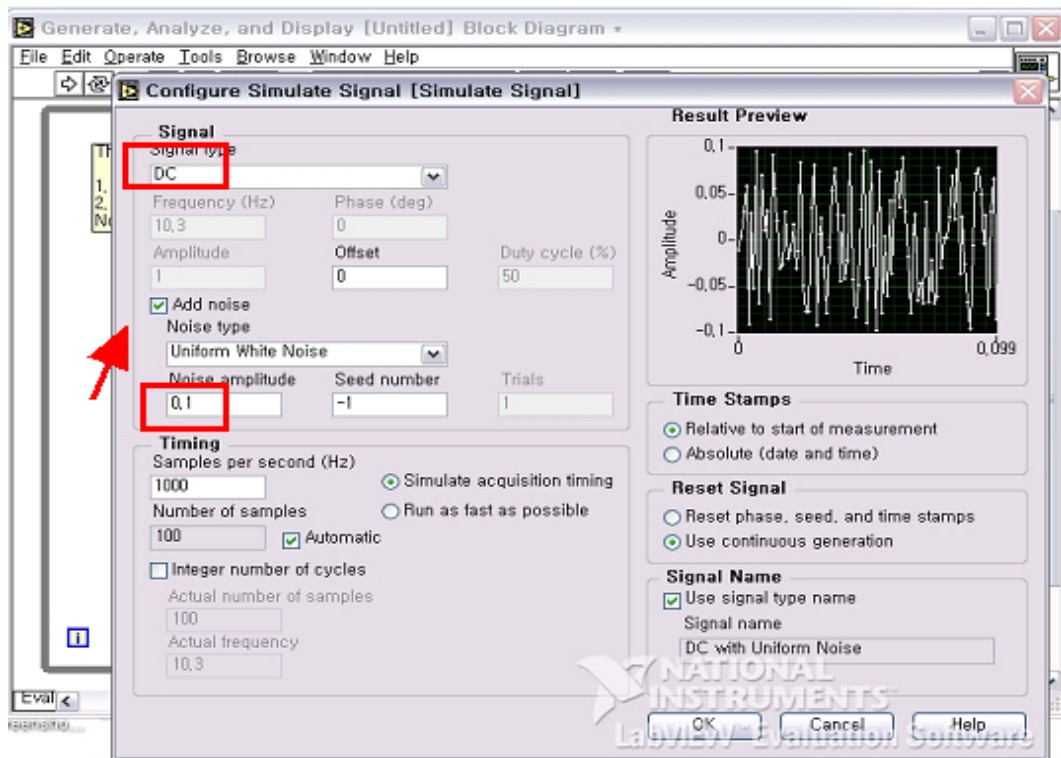 Generate, Analyze, and Display [Untitled] Block Diagram *
File Edit Operate Tools Browse Window Help
Configure Simulate Signal [Simulate Signal]
Signal
Signal type
DC
Frequency (Hz) Phase (deg)
10,3 0
Amplitude Offset Duty cycle (%)
1 0 50
Add noise
Noise type
Uniform White Noise
Noise amplitude Seed number Trials
0,1 -1 1
Timing
Samples per second (Hz)
1000
Simulate acquisition timing
Number of samples
Run as fast as possible
100
Automatic
Integer number of cycles
Actual number of samples
100
Actual frequency
10,3
Result Preview
0,1
0,05
0
-0,05
-0,1
Amplitude
0 0,099
Time
Time Stamps
Relative to start of measurement
Absolute (date and time)
Reset Signal
Reset phase, seed, and time stamps
Use continuous generation
Signal Name
Use signal type name
Signal name
DC with Uniform Noise
OK Cancel Help
NATIONAL
INSTRUMENTS
LabVIEW Evaluation Software
1.
2.
Eval